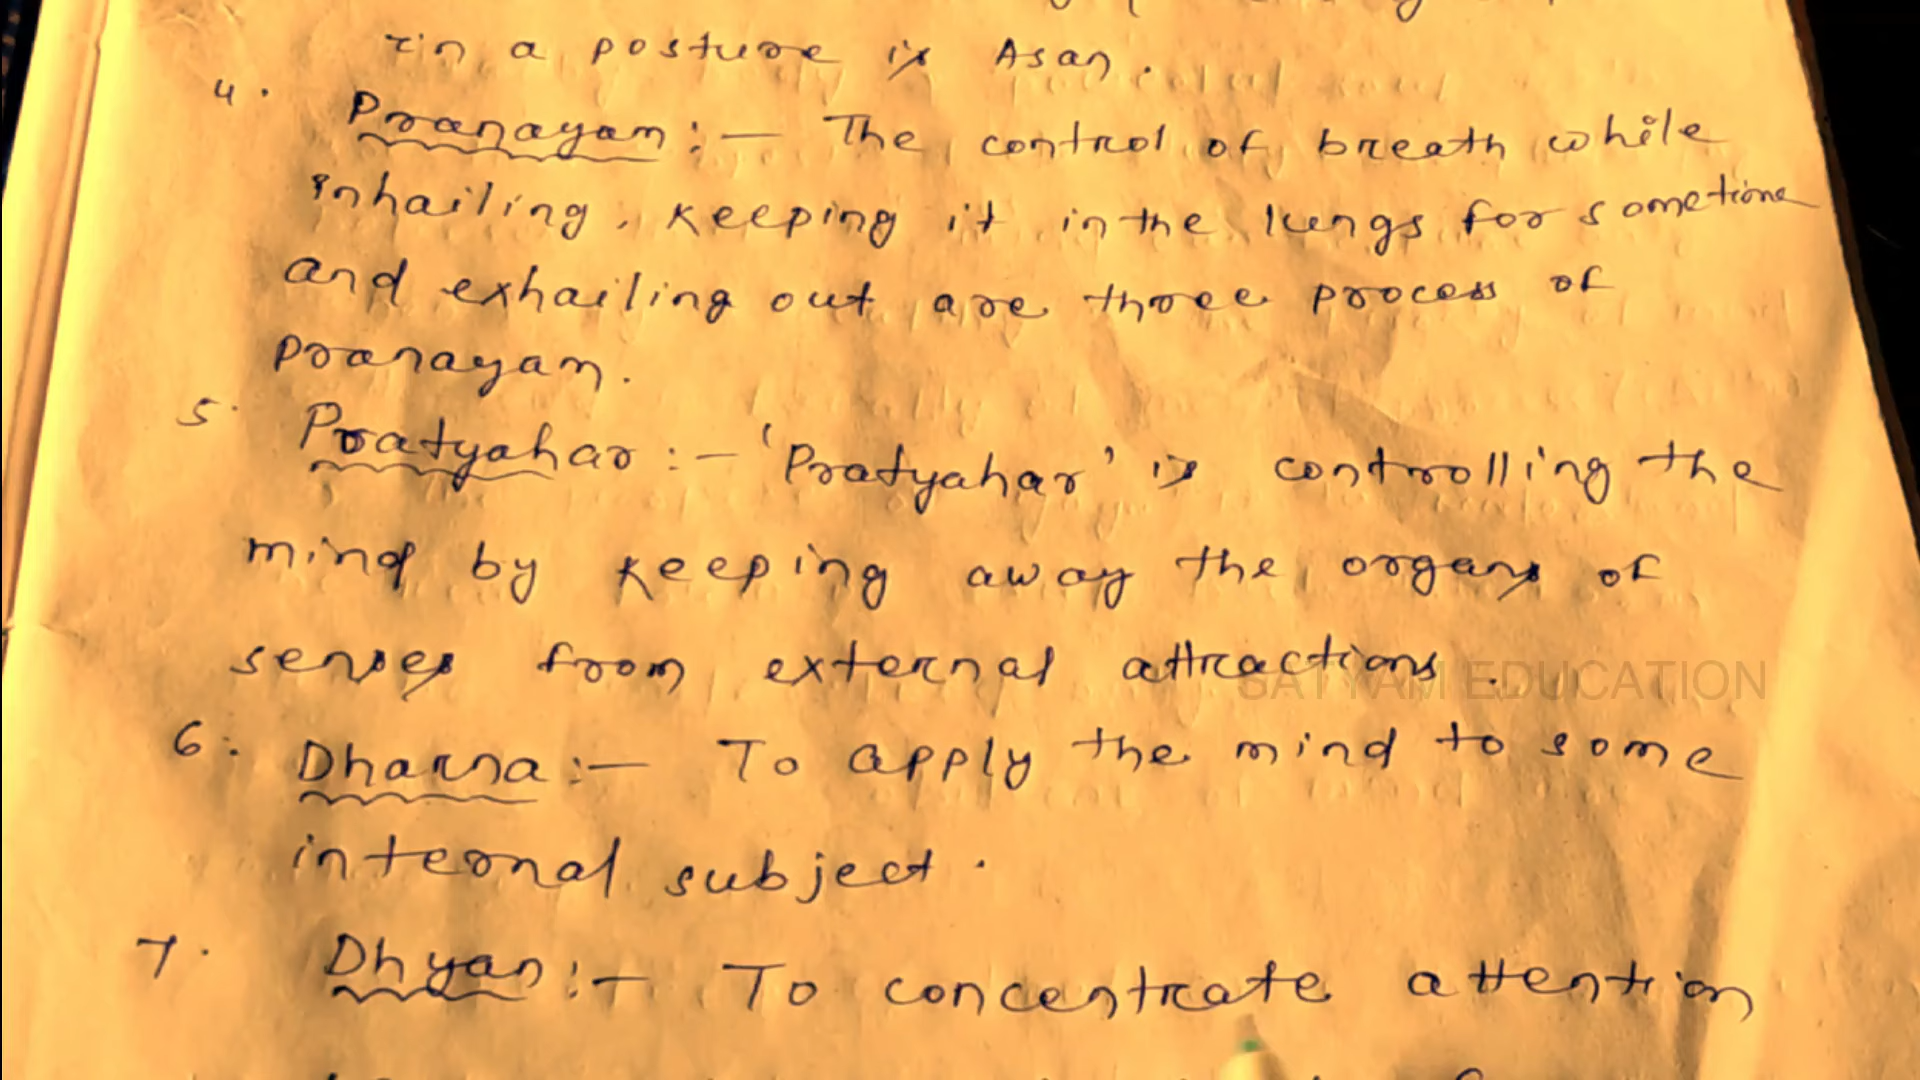 in a posture is Asan.
4. Pranayam :- The control of breath while
inhailing, keeping it in the lungs for sometime
and exhailing out are three process of
pranayam.
5. Pratyahar :- 'Pratyahar' is controlling the
mind by keeping away the organs of
senses from external attractions.
SATYAM EDUCATION
6. Dharna :- To apply the mind to some
internal subject.
7. Dhyan :- To concentrate attention